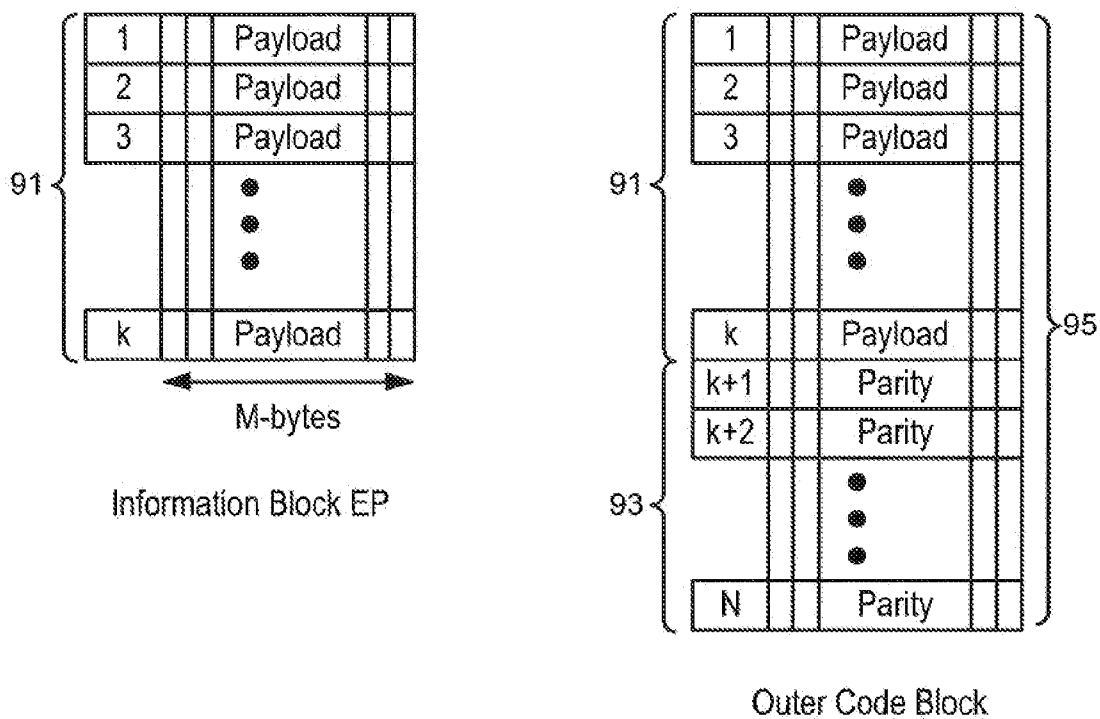 1 Payload
2 Payload
3 Payload
91
k Payload
M-bytes
Information Block EP
1 Payload
2 Payload
3 Payload
91
k Payload
95
k+1 Parity
k+2 Parity
93
N Parity
Outer Code Block